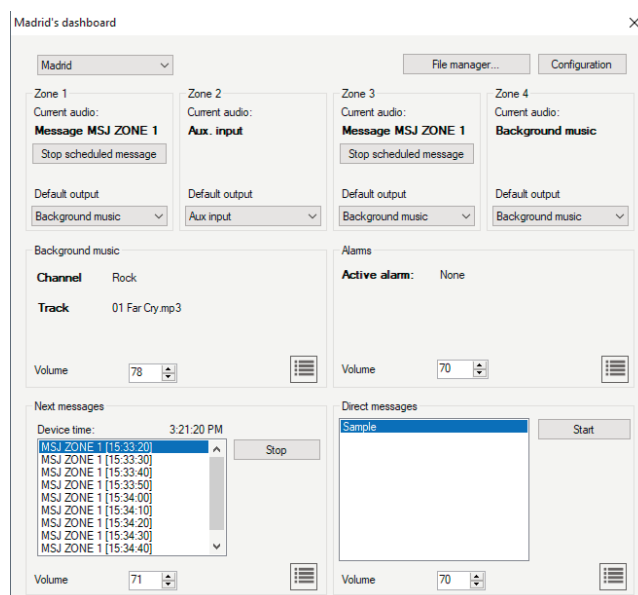 Madrid's dashboard
Madrid
File manager...
Configuration
Zone 1
Current audio:
Message MSJ ZONE 1
Stop scheduled message
Default output
Background music
Zone 2
Current audio:
Aux. input
Default output
Aux input
Zone 3
Current audio:
Message MSJ ZONE 1
Stop scheduled message
Default output
Background music
Zone 4
Current audio:
Background music
Default output
Background music
Background music
Channel Rock
Track 01 Far Cry.mp3
Volume 78
Alarms
Active alarm: None
Volume 70
Next messages
Device time: 3:21:20 PM
MSJ ZONE 1 [15:33:20]
MSJ ZONE 1 [15:33:30]
MSJ ZONE 1 [15:33:40]
MSJ ZONE 1 [15:33:50]
MSJ ZONE 1 [15:34:00]
MSJ ZONE 1 [15:34:10]
MSJ ZONE 1 [15:34:20]
MSJ ZONE 1 [15:34:30]
MSJ ZONE 1 [15:34:40]
Stop
Volume 71
Direct messages
Sample
Start
Volume 70